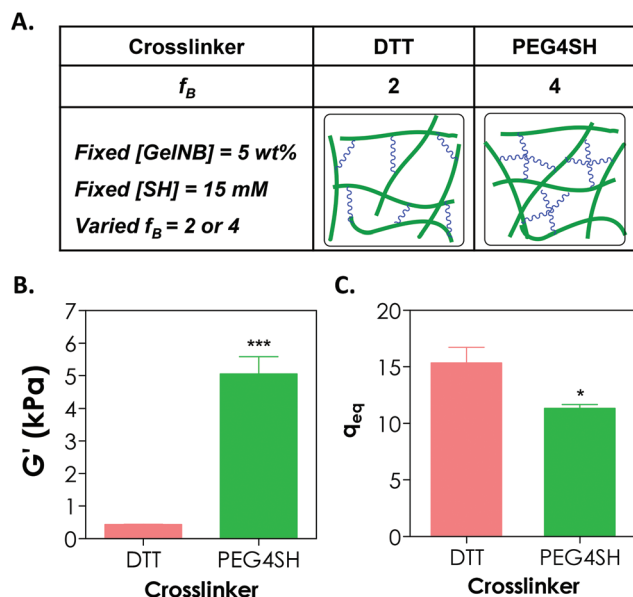 A.
Crosslinker DTT PEG4SH
f_B 2 4
Fixed [GelNB] = 5 wt%
Fixed [SH] = 15 mM
Varied f_B = 2 or 4
B.
7
6
5
4
3
2
1
0
G' (kPa)
***
DTT PEG4SH
Crosslinker
C.
20
15
10
5
0
q_eq
*
DTT PEG4SH
Crosslinker